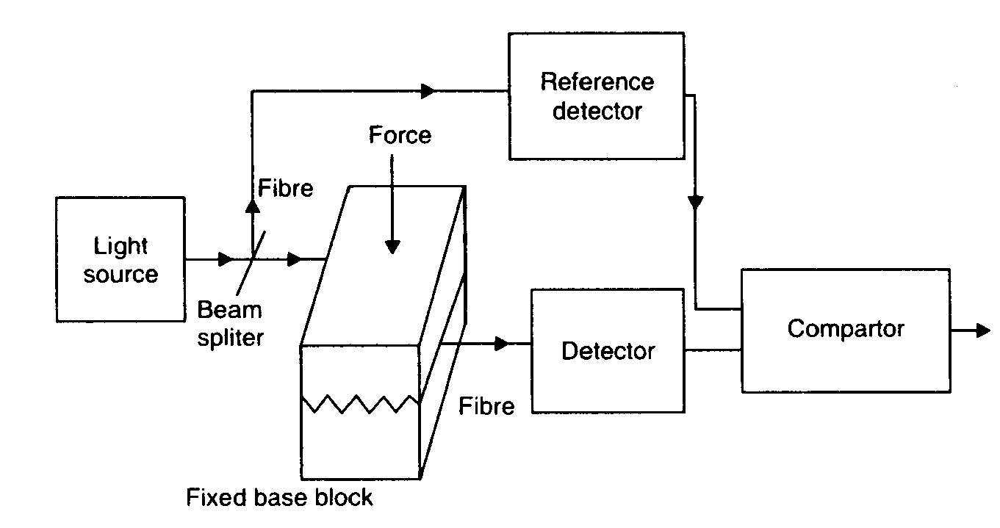 Reference
detector
Force
Fibre
Light
source
Beam
spliter
Detector
Compartor
Fibre
Fixed base block